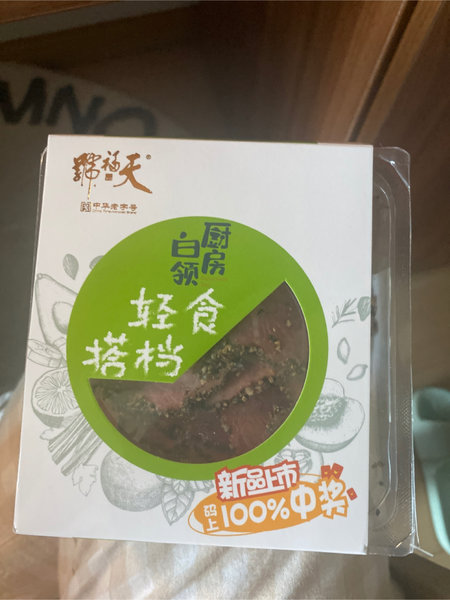 天福號®
中华老字号
白领
厨房
轻食
搭档
新品上市
码上100%中奖